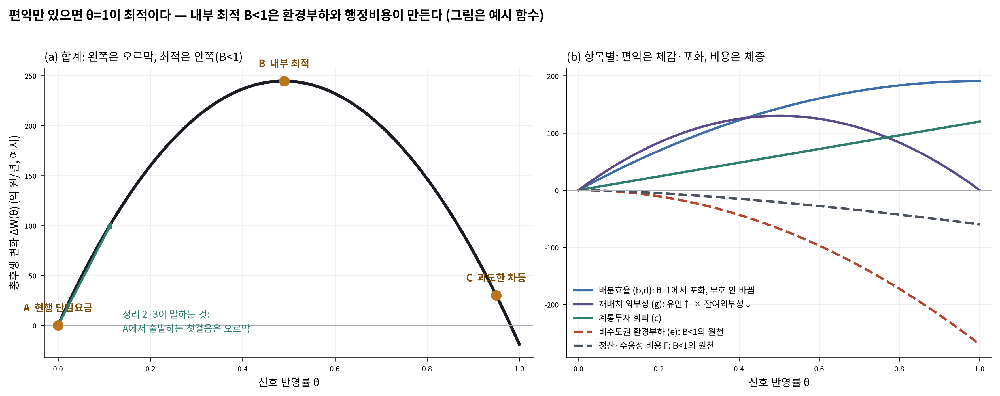 편익만 있으면 θ=1이 최적이다 — 내부 최적 B<1은 환경부하와 행정비용이 만든다 (그림은 예시 함수)
(a) 합계: 왼쪽은 오르막, 최적은 안쪽(B<1)
B 내부 최적
250
200
150
100
50
0
총후생 변화 ΔW(θ) (억 원/년, 예시)
C 과도한 차등
A 현행 단일요금
정리 2·3이 말하는 것:
A에서 출발하는 첫걸음은 오르막
0.0
0.2
0.4
0.6
0.8
1.0
신호 반영률 θ
(b) 항목별: 편익은 체감·포화, 비용은 체증
200
100
0
-100
-200
배분효율 (b,d): θ=1에서 포화, 부호 안 바뀜
재배치 외부성 (g): 유인↑ × 잔여외부성↓
계통투자 회피 (c)
비수도권 환경부하 (e): B<1의 원천
정산·수용성 비용 Γ: B<1의 원천
0.0
0.2
0.4
0.6
0.8
1.0
신호 반영률 θ